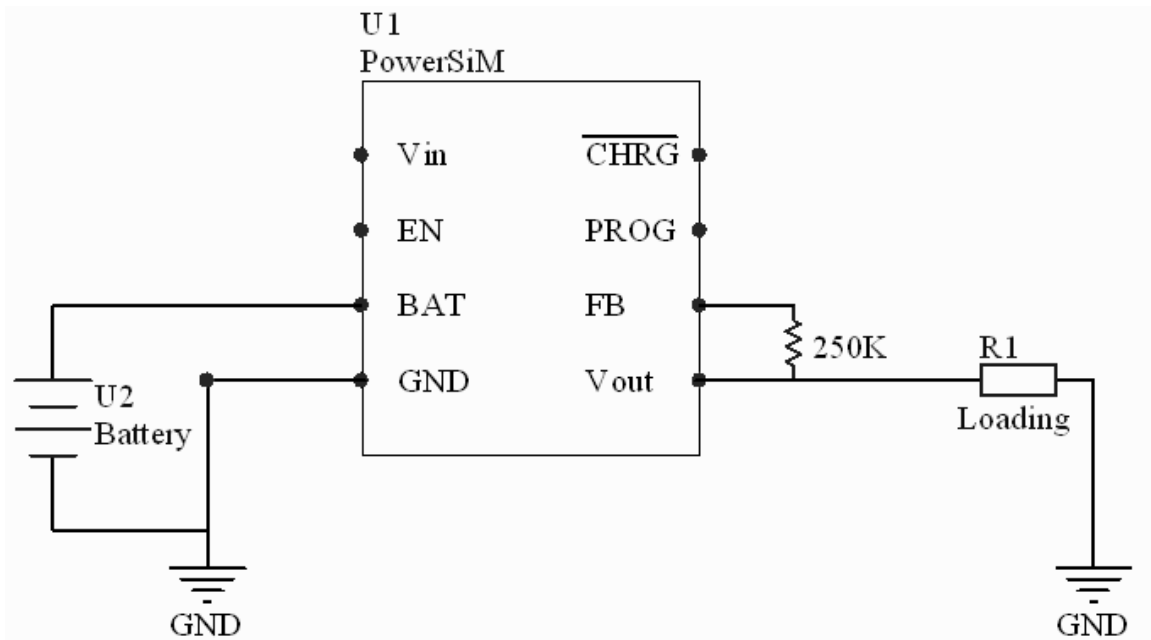 U1
PowerSiM
Vin
CHRG
EN
PROG
BAT
FB
250K
GND
Vout
R1
Loading
U2
Battery
GND
GND